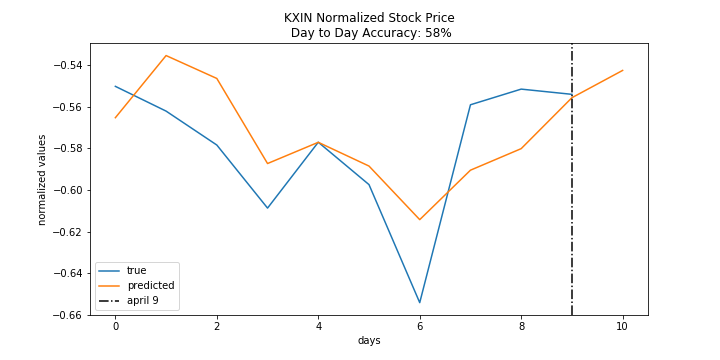 KXIN Normalized Stock Price
Day to Day Accuracy: 58%
normalized values
−0.54
−0.56
−0.58
−0.60
−0.62
−0.64
−0.66
true
predicted
april 9
0
2
4
6
8
10
days